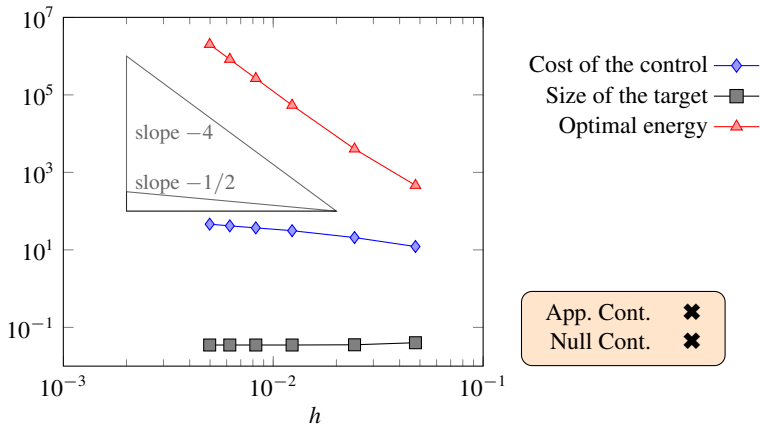 10^7
10^5
10^3
10^1
10^−1
10^−3
10^−2
10^−1
h
slope −4
slope −1/2
Cost of the control
Size of the target
Optimal energy
App. Cont. ✖
Null Cont. ✖